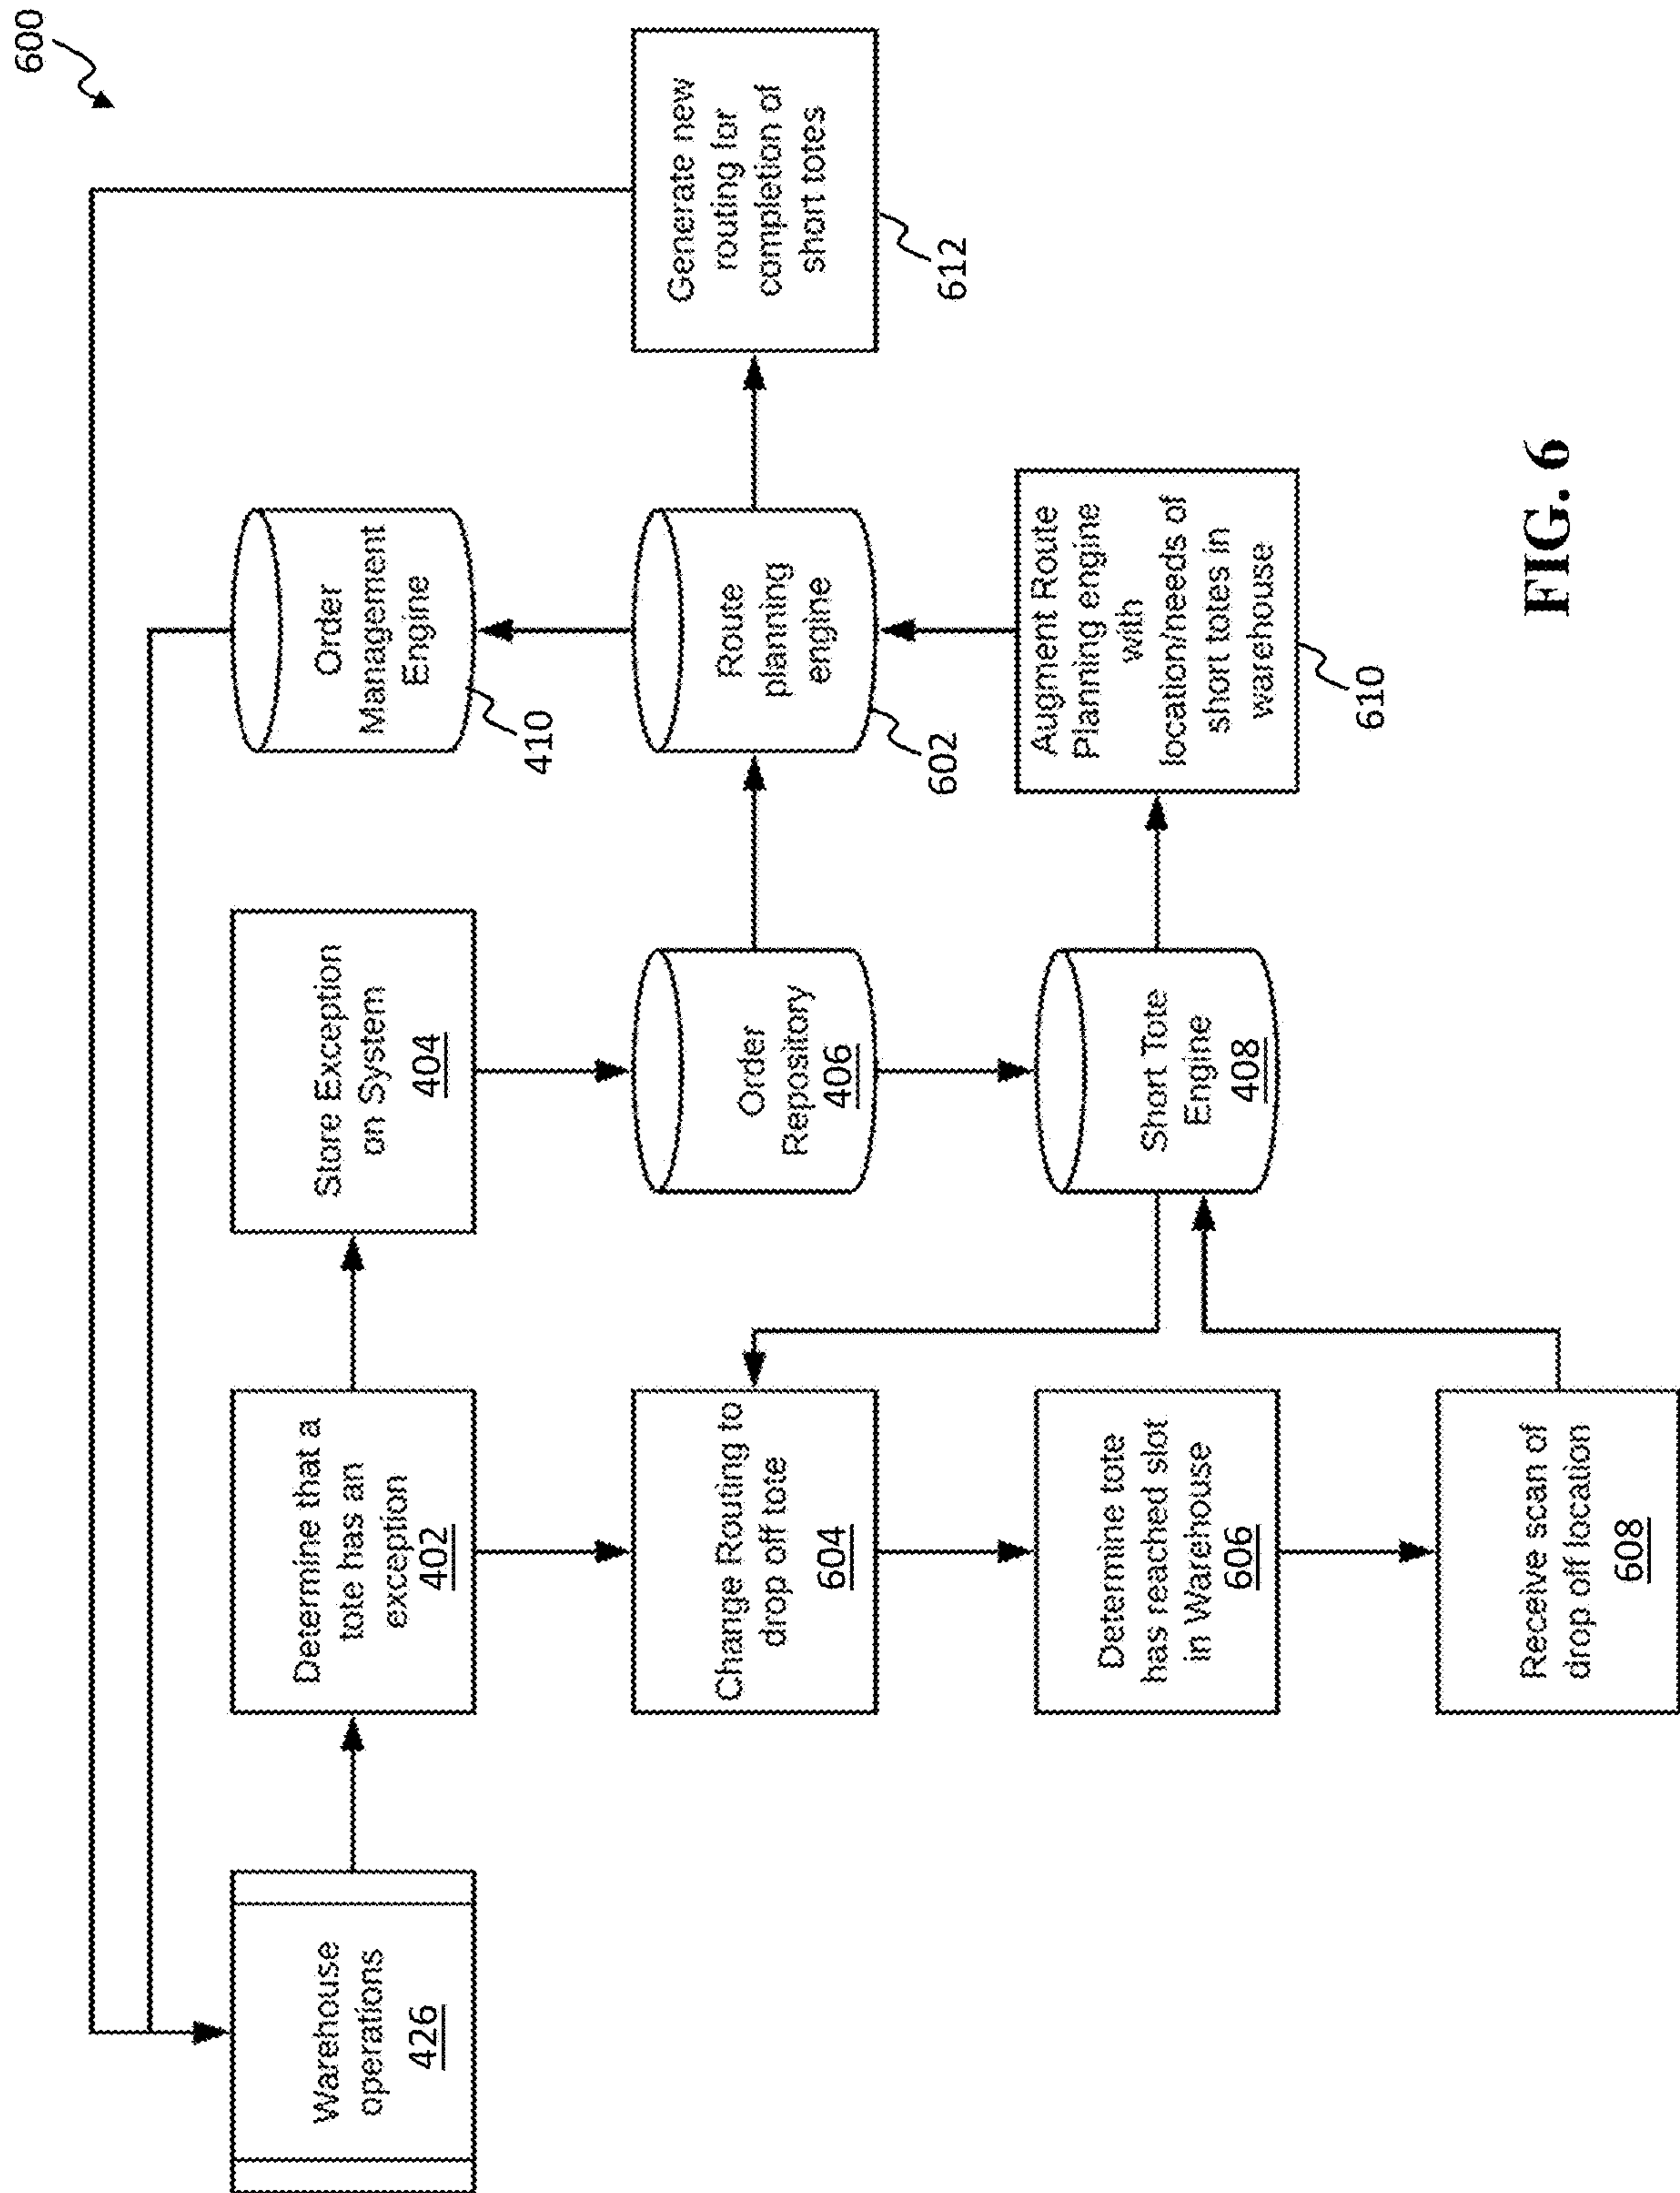 600
Warehouse
operations
426
Determine that a
tote has an
exception
402
Store Exception
on System
404
Order
Management
Engine
410
Change Routing to
drop off tote
604
Order
Repository
406
Route
planning
engine
602
Generate new
routing for
completion of
short totes
612
Determine tote
has reached slot
in Warehouse
606
Short Tote
Engine
408
Augment Route
Planning engine
with
location/needs of
short totes in
warehouse
610
Receive scan of
drop off location
608
FIG. 6